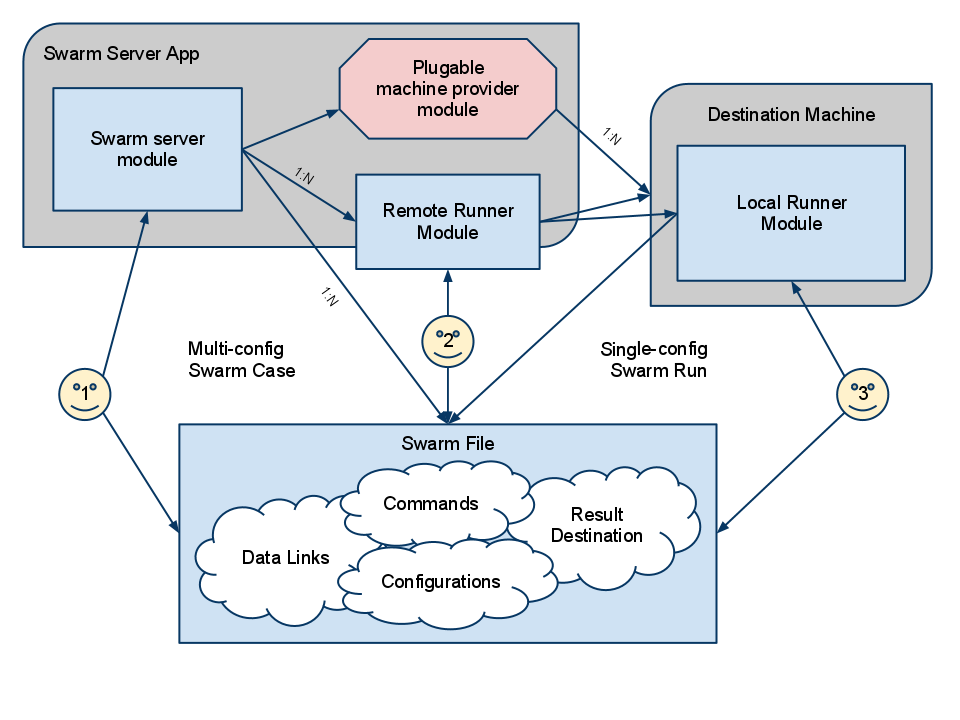 Swarm Server App
Plugable
machine provider
module
Swarm server
module
Destination Machine
1:N
1:N
Remote Runner
Module
Local Runner
Module
1:N
2
Multi-config
Swarm Case
Single-config
Swarm Run
1
3
Swarm File
Commands
Result
Destination
Data Links
Configurations